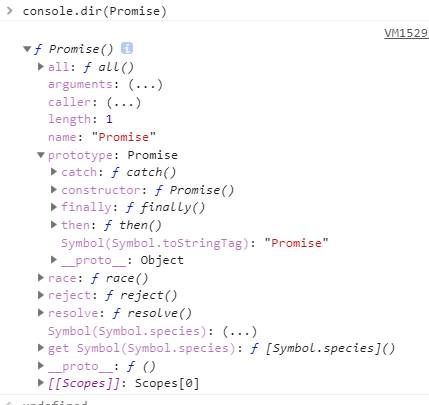 > console.dir(Promise)
VM1529
▼ ƒ Promise() i
▶ all: ƒ all()
arguments: (...)
caller: (...)
length: 1
name: "Promise"
▼ prototype: Promise
▶ catch: ƒ catch()
▶ constructor: ƒ Promise()
▶ finally: ƒ finally()
▶ then: ƒ then()
Symbol(Symbol.toStringTag): "Promise"
▶ __proto__: Object
▶ race: ƒ race()
▶ reject: ƒ reject()
▶ resolve: ƒ resolve()
Symbol(Symbol.species): (...)
▶ get Symbol(Symbol.species): ƒ [Symbol.species]()
▶ __proto__: ƒ ()
▶ [[Scopes]]: Scopes[0]
undefined